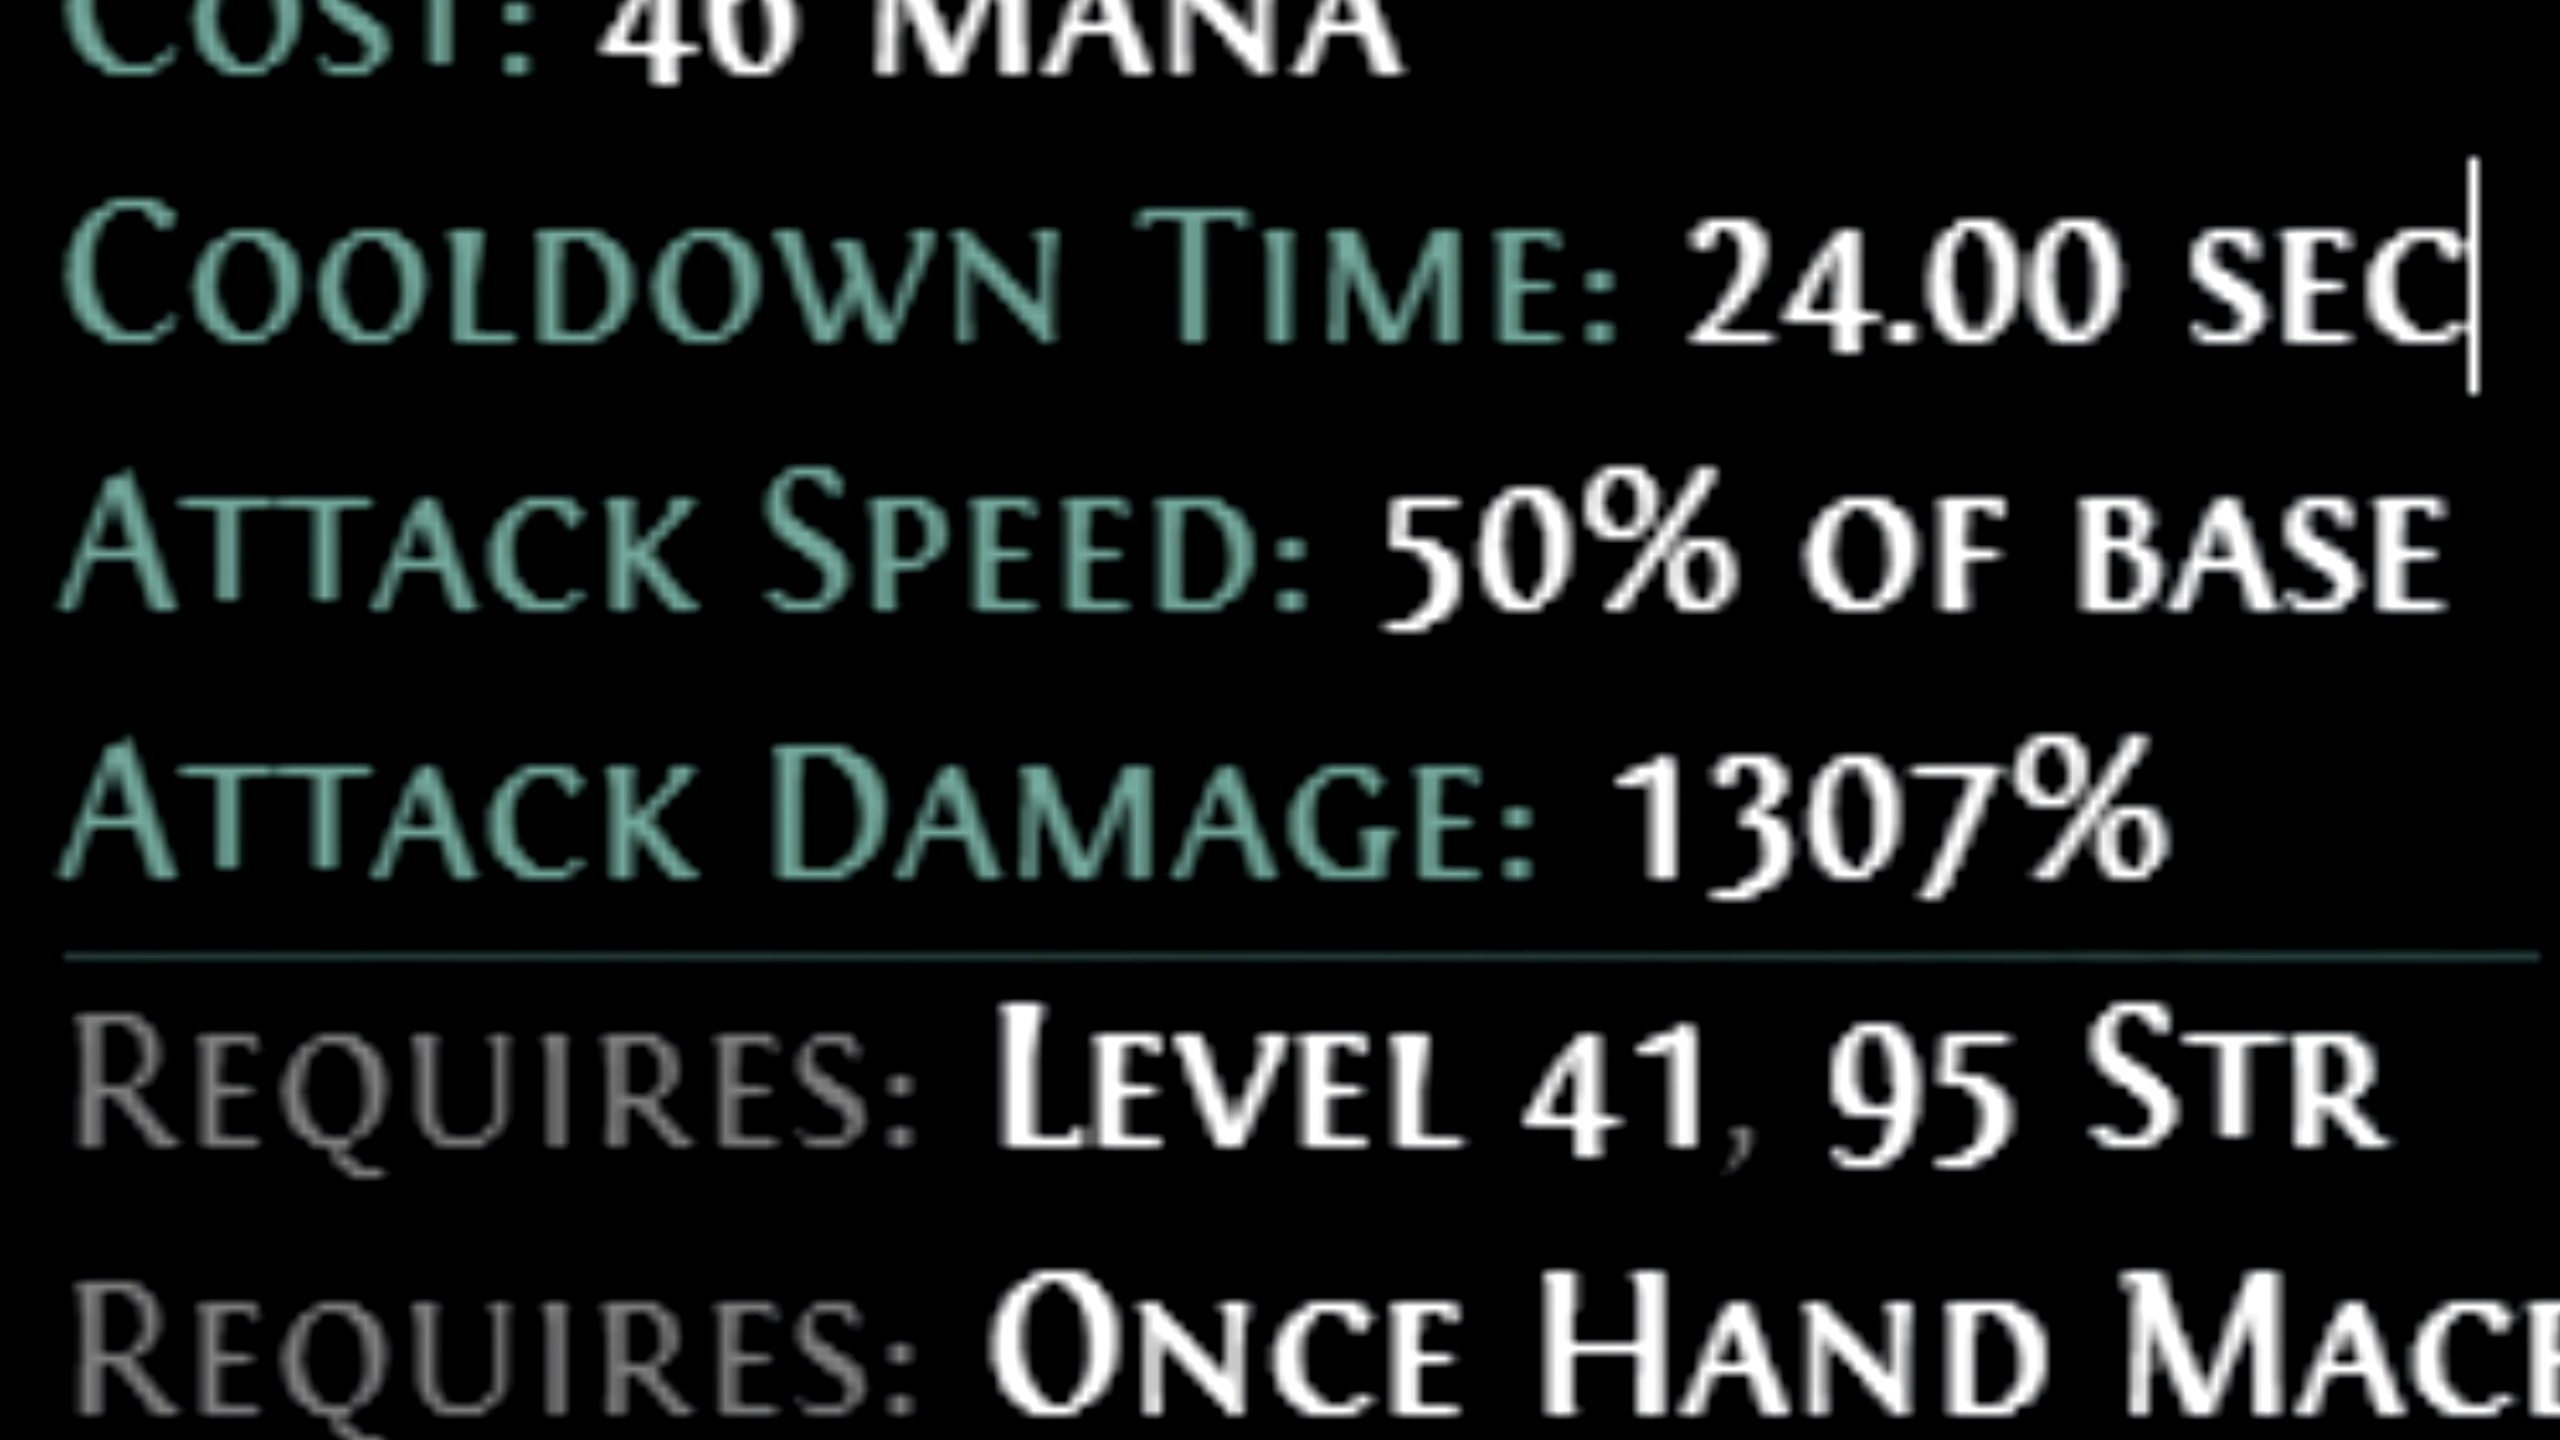 Cost: 40 Mana
Cooldown Time: 24.00 sec
Attack Speed: 50% of base
Attack Damage: 1307%
Requires: Level 41, 95 Str
Requires: Once Hand Mace